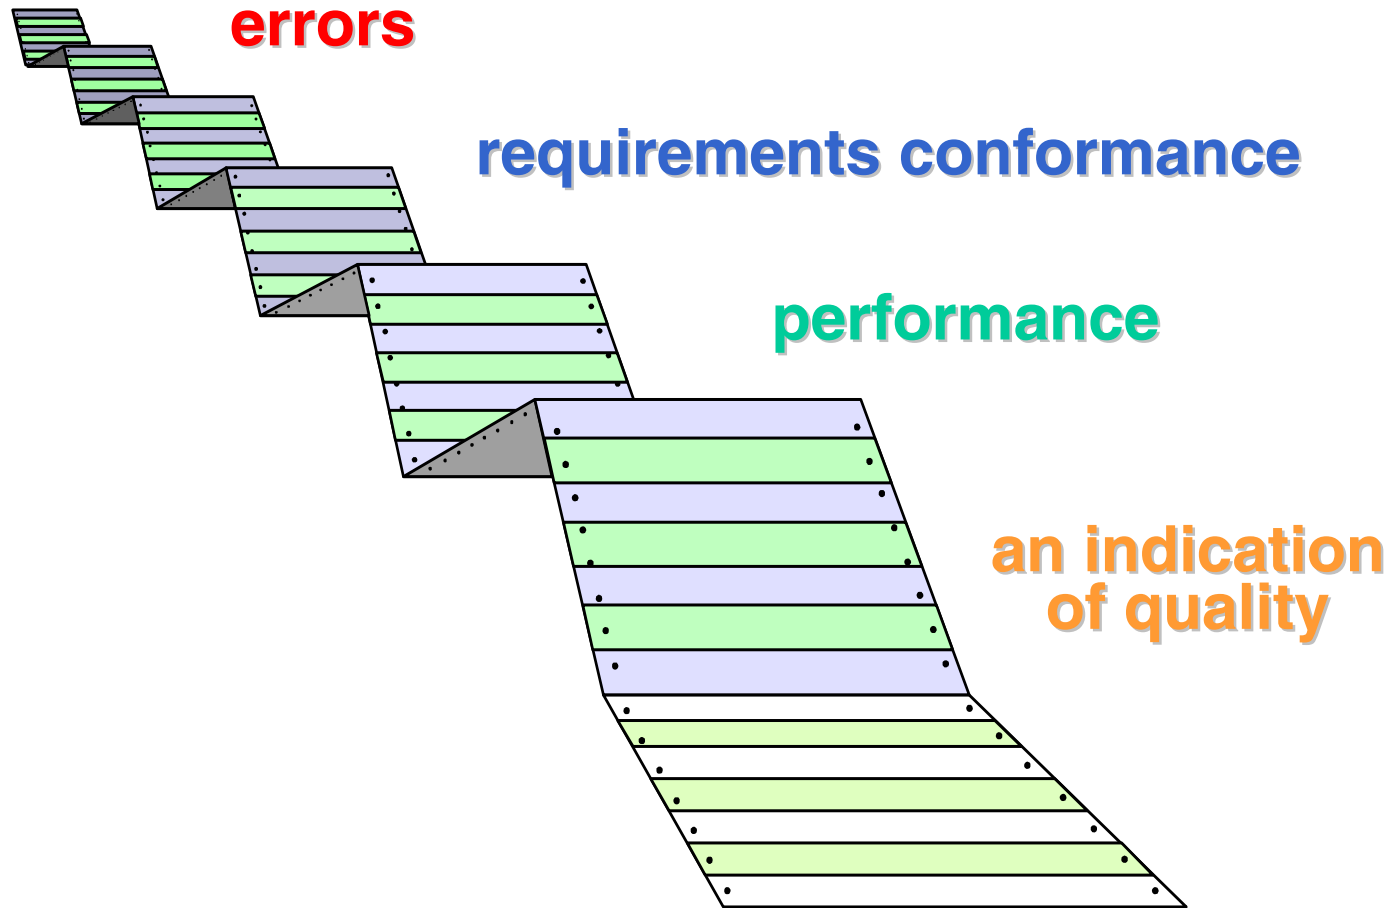 errors
requirements conformance
performance
an indication
of quality